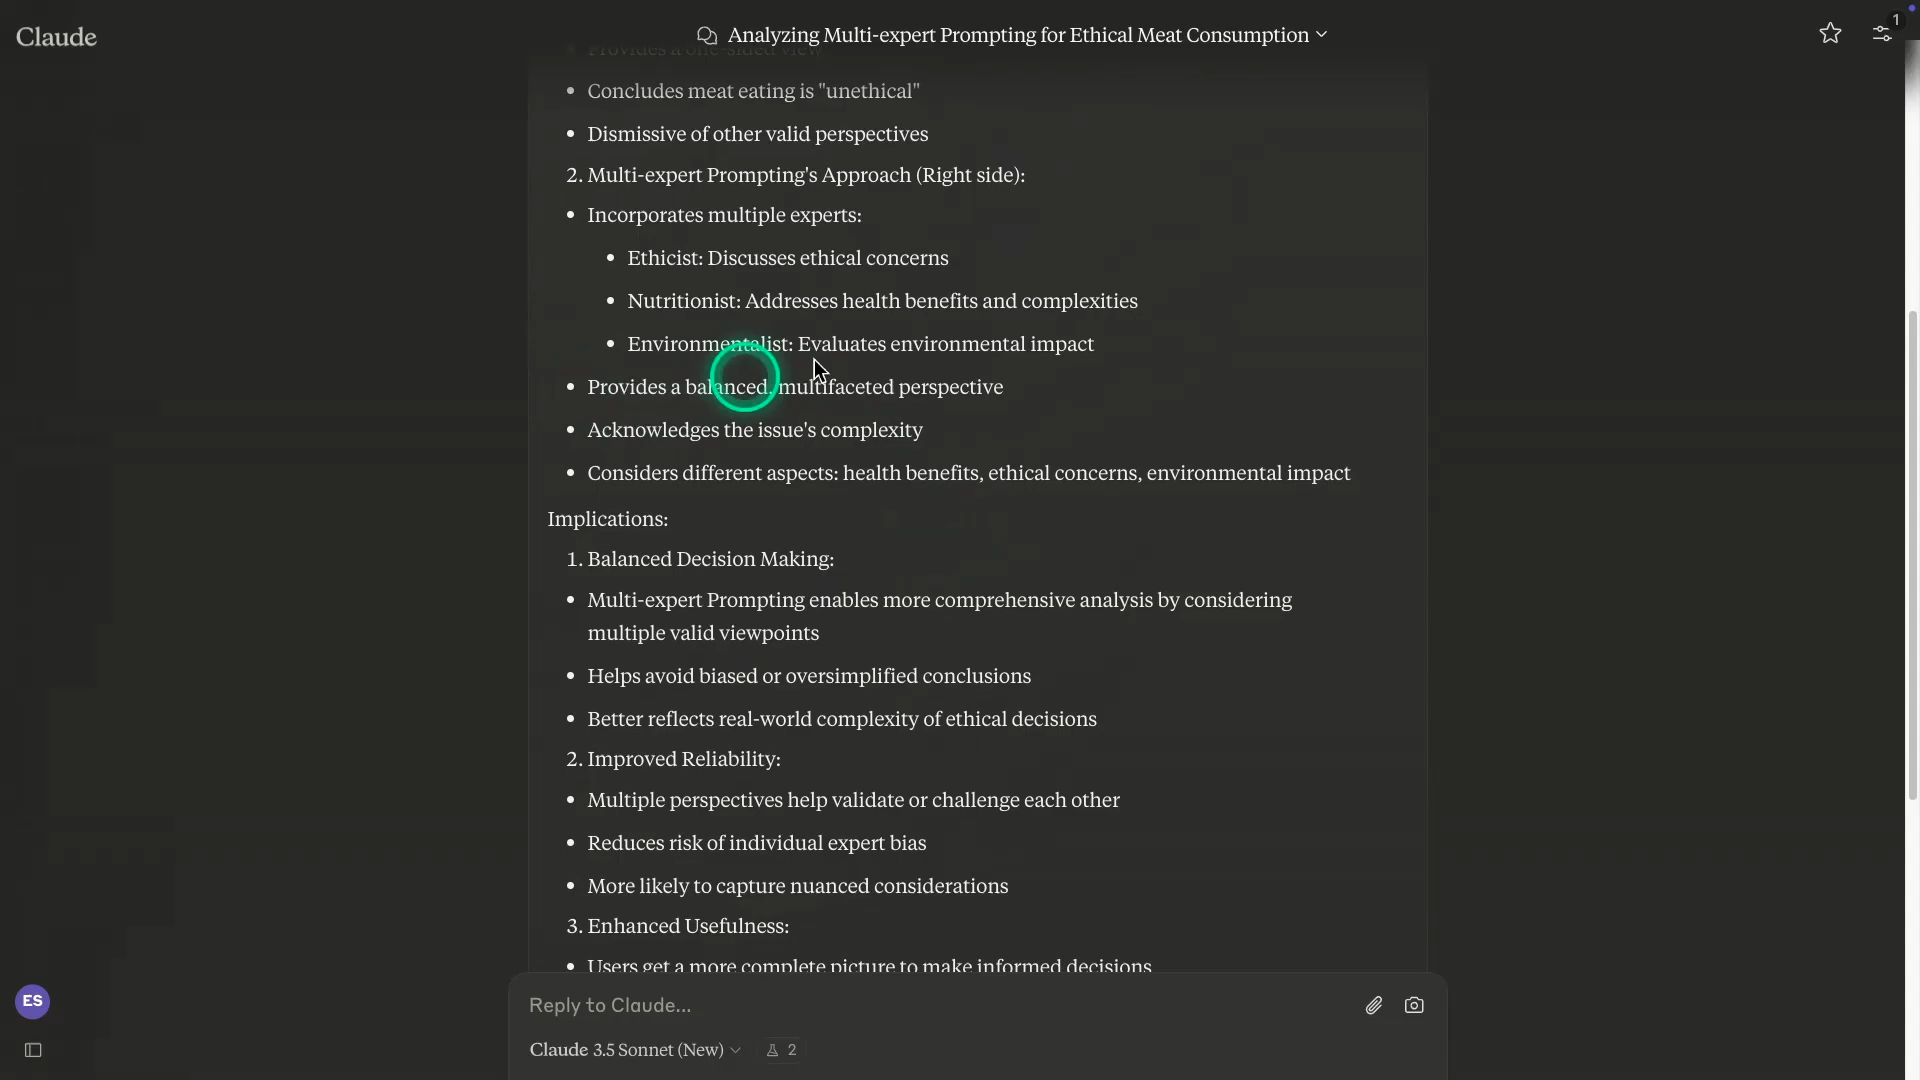 Claude
Analyzing Multi-expert Prompting for Ethical Meat Consumption
1
Provides a one-sided view
• Concludes meat eating is "unethical"
• Dismissive of other valid perspectives
2. Multi-expert Prompting's Approach (Right side):
• Incorporates multiple experts:
• Ethicist: Discusses ethical concerns
• Nutritionist: Addresses health benefits and complexities
• Environmentalist: Evaluates environmental impact
• Provides a balanced, multifaceted perspective
• Acknowledges the issue's complexity
• Considers different aspects: health benefits, ethical concerns, environmental impact
Implications:
1. Balanced Decision Making:
• Multi-expert Prompting enables more comprehensive analysis by considering
multiple valid viewpoints
• Helps avoid biased or oversimplified conclusions
• Better reflects real-world complexity of ethical decisions
2. Improved Reliability:
• Multiple perspectives help validate or challenge each other
• Reduces risk of individual expert bias
• More likely to capture nuanced considerations
3. Enhanced Usefulness:
• Users get a more complete picture to make informed decisions
ES
Reply to Claude...
Claude 3.5 Sonnet (New)
2